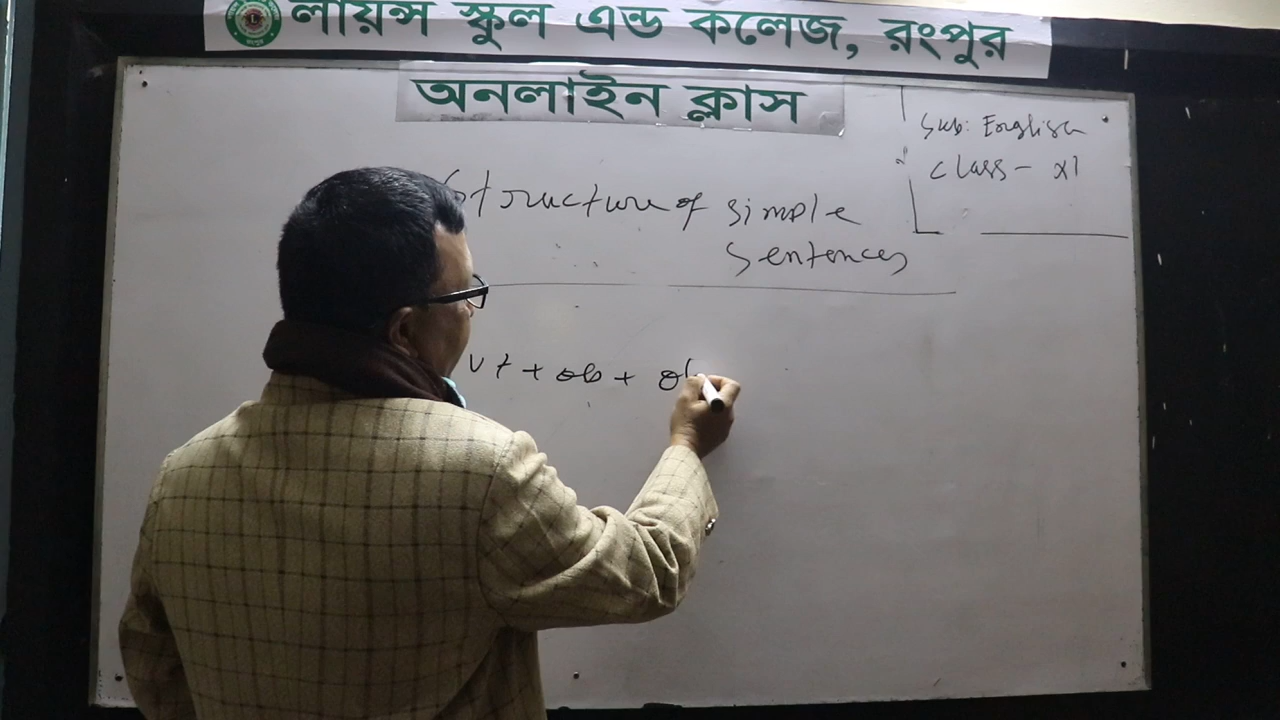 লায়ন্স স্কুল এন্ড কলেজ, রংপুর
অনলাইন ক্লাস
Sub: English
class - XI
Structure of simple
sentences
vt + ob + ob